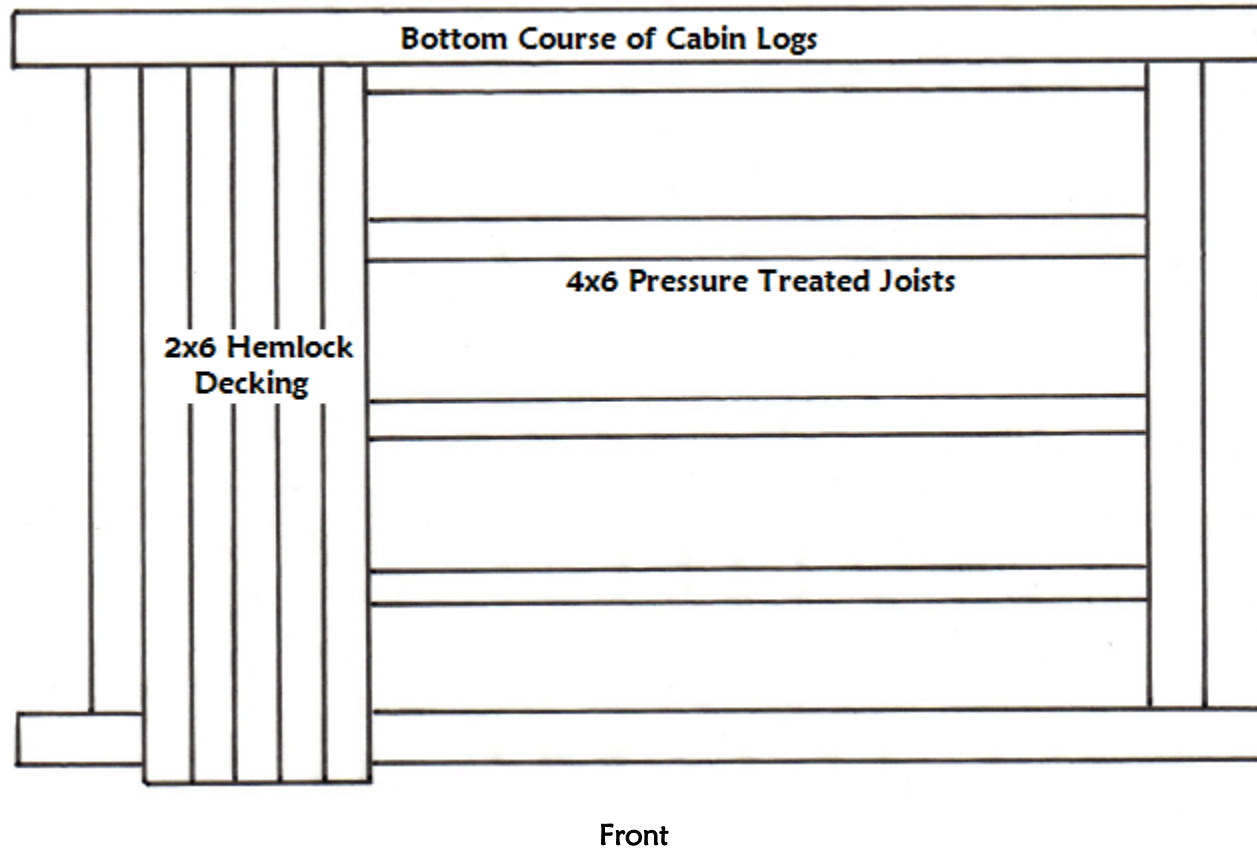 Bottom Course of Cabin Logs
4x6 Pressure Treated Joists
2x6 Hemlock
Decking
Front